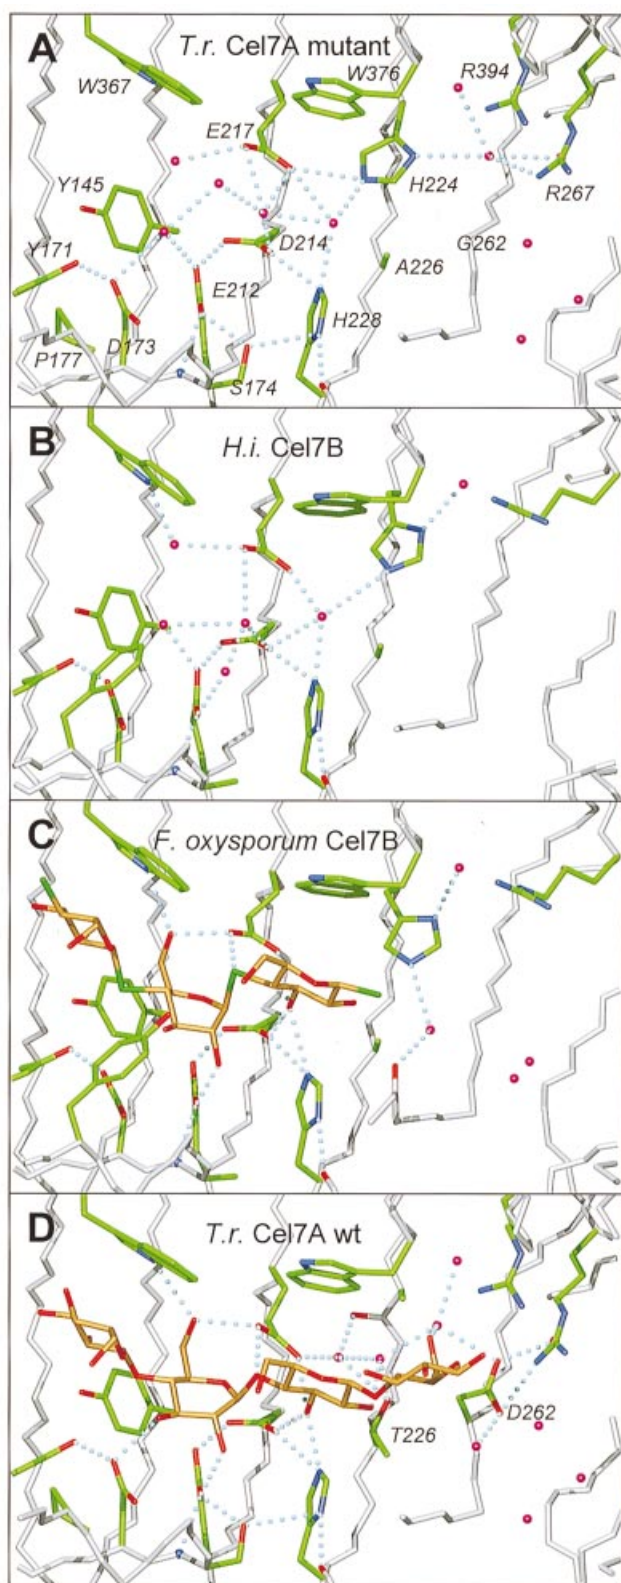 A
T.r. Cel7A mutant
W367
W376
R394
E217
Y145
H224
R267
Y171
D214
G262
E212
A226
P177
D173
H228
S174
B
H.i. Cel7B
C
F. oxysporum Cel7B
D
T.r. Cel7A wt
T226
D262